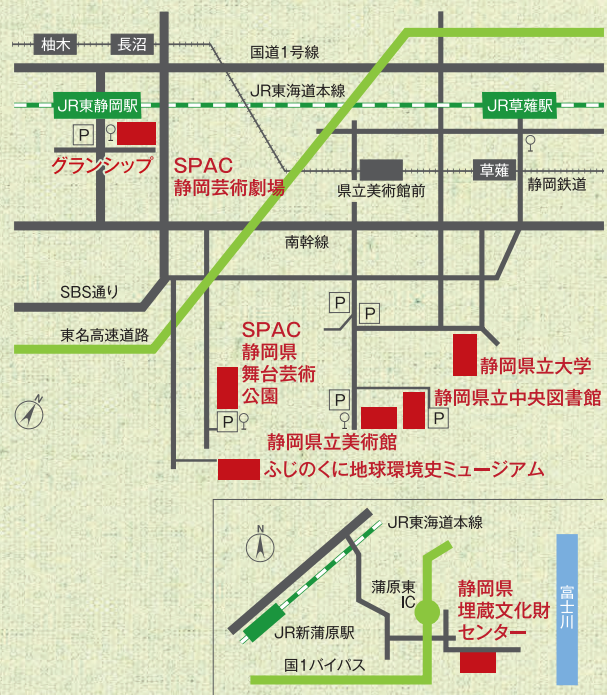 柚木
長沼
国道1号線
JR東海道本線
JR東静岡駅
JR草薙駅
P
グランシップ
SPAC
静岡芸術劇場
県立美術館前
草薙
静岡鉄道
南幹線
SBS通り
東名高速道路
P
P
SPAC
静岡県
舞台芸術
公園
P
静岡県立大学
静岡県立中央図書館
P
P
静岡県立美術館
ふじのくに地球環境史ミュージアム
N
N
JR東海道本線
蒲原東
IC
静岡県
埋蔵文化財
センター
富士川
JR新蒲原駅
国1バイパス